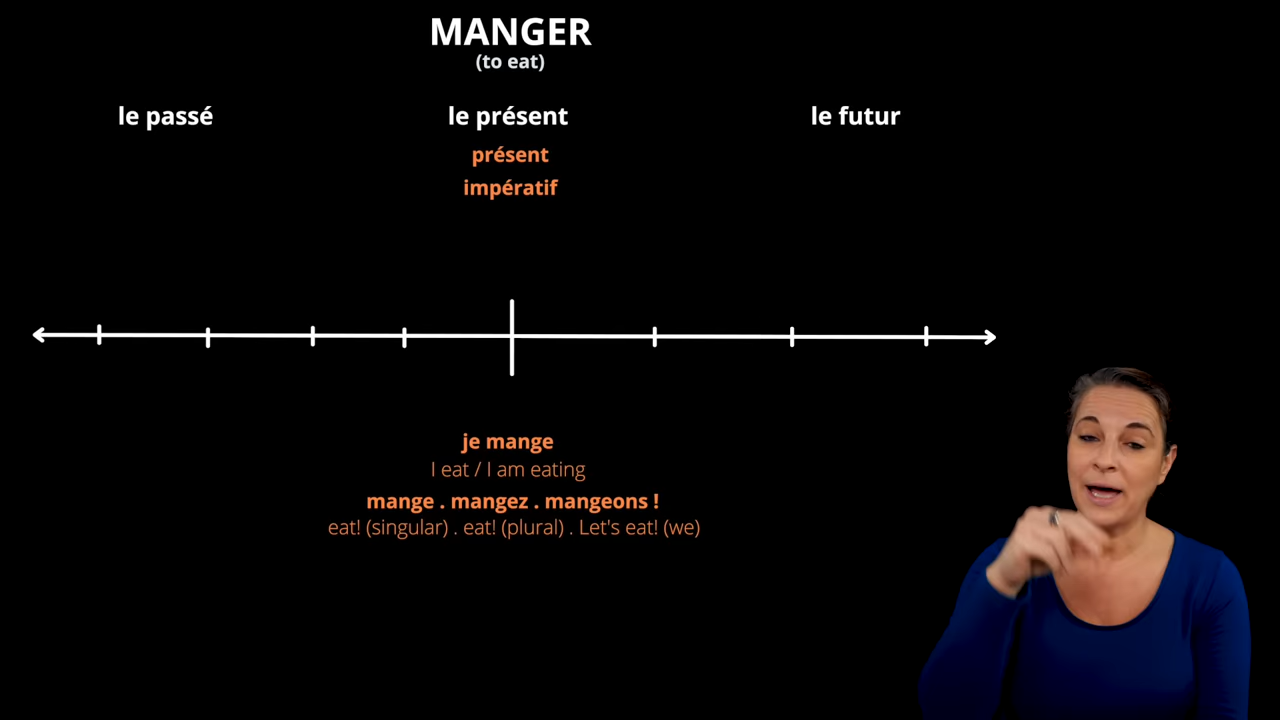 MANGER
(to eat)
le passé
le présent
le futur
présent
impératif
je mange
I eat / I am eating
mange . mangez . mangeons !
eat! (singular) . eat! (plural) . Let's eat! (we)